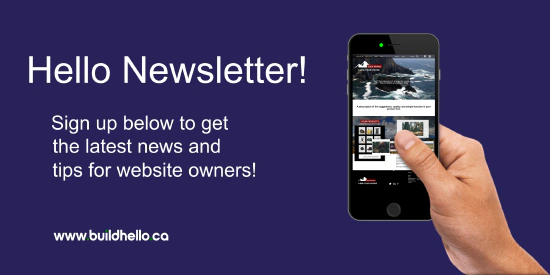 Hello Newsletter!
Sign up below to get
the latest news and
tips for website owners!
www.buildhello.ca